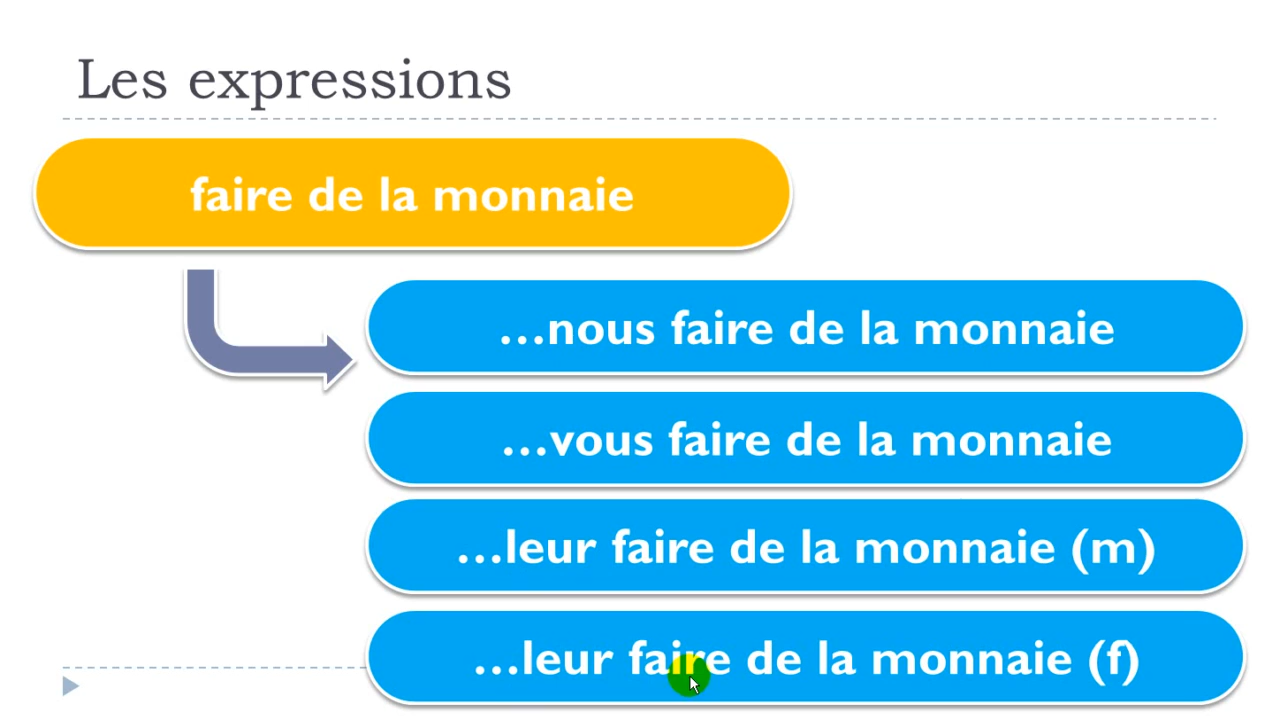 Les expressions
faire de la monnaie
…nous faire de la monnaie
…vous faire de la monnaie
…leur faire de la monnaie (m)
…leur faire de la monnaie (f)